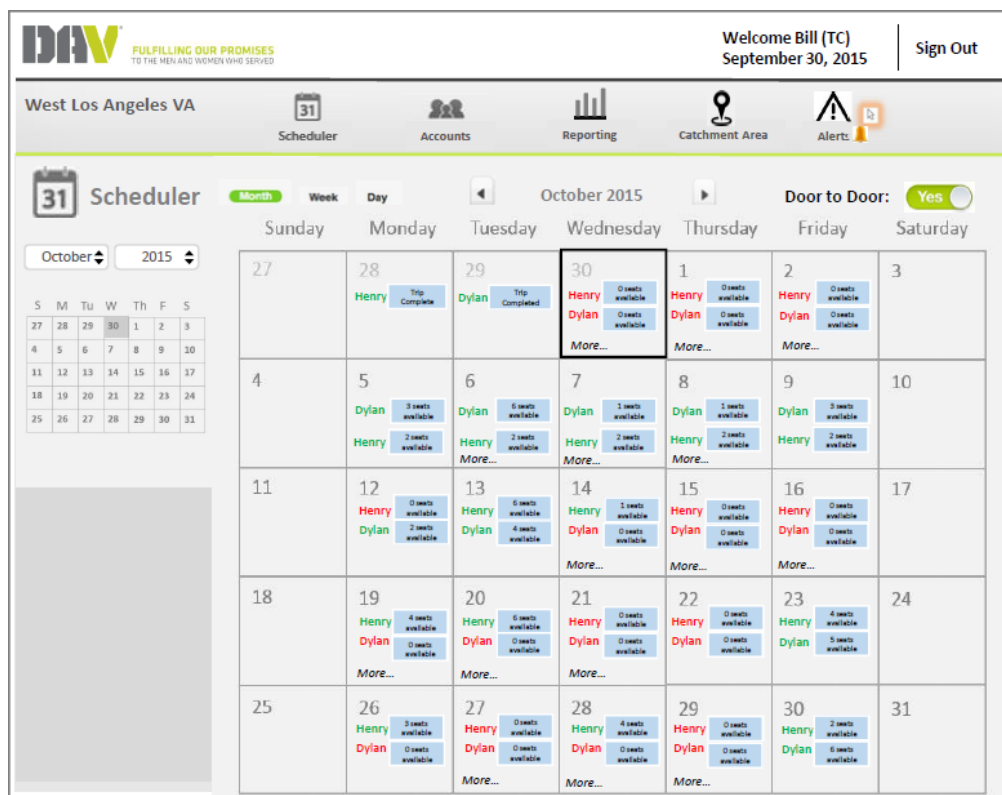 DAV
FULFILLING OUR PROMISES
TO THE MEN AND WOMEN WHO SERVED
Welcome Bill (TC)
September 30, 2015
Sign Out
West Los Angeles VA
31
Scheduler
Accounts
Reporting
Catchment Area
Alerts
31 Scheduler
Month Week Day
October 2015
Door to Door: Yes
October 2015
S M Tu W Th F S
27 28 29 30 1 2 3
4 5 6 7 8 9 10
11 12 13 14 15 16 17
18 19 20 21 22 23 24
25 26 27 28 29 30 31
Sunday Monday Tuesday Wednesday Thursday Friday Saturday
27
28
Henry Trip
Complete
29
Dylan Trip
Completed
30
Henry 0 seats
available
Dylan 0 seats
available
More...
1
Henry 0 seats
available
Dylan 0 seats
available
More...
2
Henry 0 seats
available
Dylan 0 seats
available
More...
3
4
5
Dylan 3 seats
available
Henry 2 seats
available
6
Dylan 6 seats
available
Henry 2 seats
available
More...
7
Dylan 1 seats
available
Henry 2 seats
available
More...
8
Dylan 1 seats
available
Henry 2 seats
available
More...
9
Dylan 3 seats
available
Henry 2 seats
available
10
11
12
Henry 0 seats
available
Dylan 2 seats
available
13
Henry 6 seats
available
Dylan 4 seats
available
14
Henry 1 seats
available
Dylan 0 seats
available
More...
15
Henry 0 seats
available
Dylan 0 seats
available
More...
16
Henry 0 seats
available
Dylan 0 seats
available
More...
17
18
19
Henry 4 seats
available
Dylan 0 seats
available
More...
20
Henry 6 seats
available
Dylan 0 seats
available
More...
21
Henry 0 seats
available
Dylan 0 seats
available
More...
22
Henry 0 seats
available
Dylan 0 seats
available
23
Henry 4 seats
available
Dylan 5 seats
available
24
25
26
Henry 3 seats
available
Dylan 0 seats
available
27
Henry 0 seats
available
Dylan 0 seats
available
More...
28
Henry 4 seats
available
Dylan 0 seats
available
More...
29
Henry 0 seats
available
Dylan 0 seats
available
More...
30
Henry 2 seats
available
Dylan 6 seats
available
31